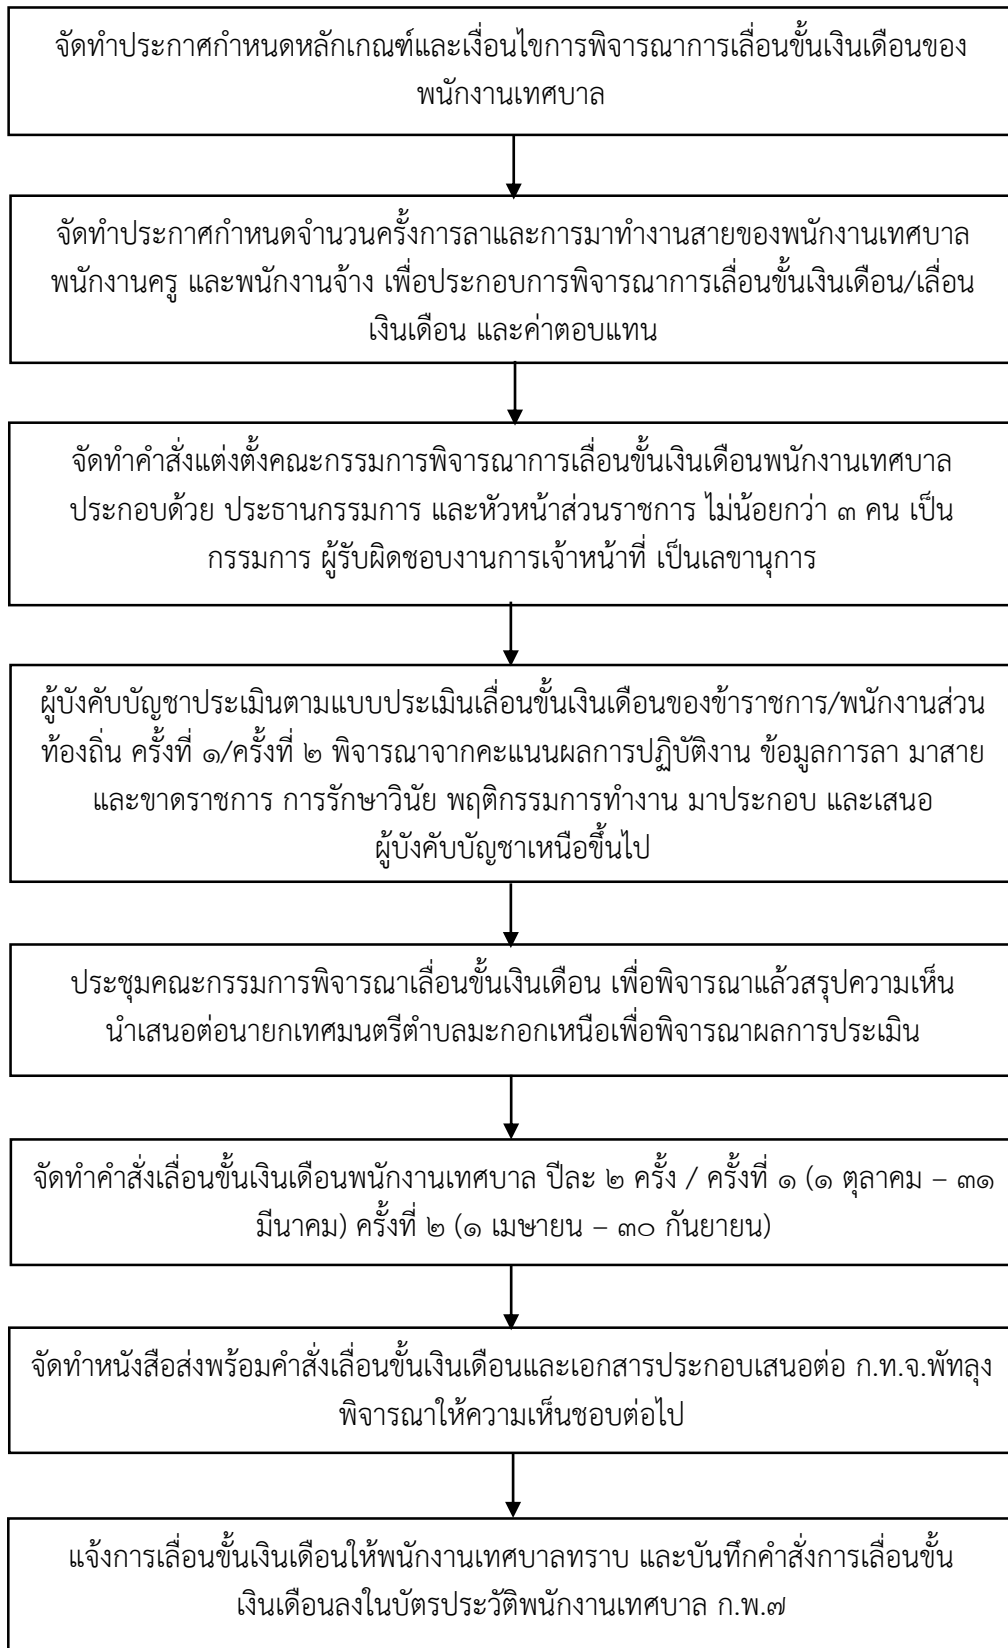 จัดทำประกาศกำหนดหลักเกณฑ์และเงื่อนไขการพิจารณาการเลื่อนขั้นเงินเดือนของ
พนักงานเทศบาล
จัดทำประกาศกำหนดจำนวนครั้งการลาและการมาทำงานสายของพนักงานเทศบาล
พนักงานครู และพนักงานจ้าง เพื่อประกอบการพิจารณาการเลื่อนขั้นเงินเดือน/เลื่อน
เงินเดือน และค่าตอบแทน
จัดทำคำสั่งแต่งตั้งคณะกรรมการพิจารณาการเลื่อนขั้นเงินเดือนพนักงานเทศบาล
ประกอบด้วย ประธานกรรมการ และหัวหน้าส่วนราชการ ไม่น้อยกว่า ๓ คน เป็น
กรรมการ ผู้รับผิดชอบงานการเจ้าหน้าที่ เป็นเลขานุการ
ผู้บังคับบัญชาประเมินตามแบบประเมินเลื่อนขั้นเงินเดือนของข้าราชการ/พนักงานส่วน
ท้องถิ่น ครั้งที่ ๑/ครั้งที่ ๒ พิจารณาจากคะแนนผลการปฏิบัติงาน ข้อมูลการลา มาสาย
และขาดราชการ การรักษาวินัย พฤติกรรมการทำงาน มาประกอบ และเสนอ
ผู้บังคับบัญชาเหนือขึ้นไป
ประชุมคณะกรรมการพิจารณาเลื่อนขั้นเงินเดือน เพื่อพิจารณาแล้วสรุปความเห็น
นำเสนอต่อนายกเทศมนตรีตำบลมะกอกเหนือเพื่อพิจารณาผลการประเมิน
จัดทำคำสั่งเลื่อนขั้นเงินเดือนพนักงานเทศบาล ปีละ ๒ ครั้ง / ครั้งที่ ๑ (๑ ตุลาคม – ๓๑
มีนาคม) ครั้งที่ ๒ (๑ เมษายน – ๓๐ กันยายน)
จัดทำหนังสือส่งพร้อมคำสั่งเลื่อนขั้นเงินเดือนและเอกสารประกอบเสนอต่อ ก.ท.จ.พัทลุง
พิจารณาให้ความเห็นชอบต่อไป
แจ้งการเลื่อนขั้นเงินเดือนให้พนักงานเทศบาลทราบ และบันทึกคำสั่งการเลื่อนขั้น
เงินเดือนลงในบัตรประวัติพนักงานเทศบาล ก.พ.๗